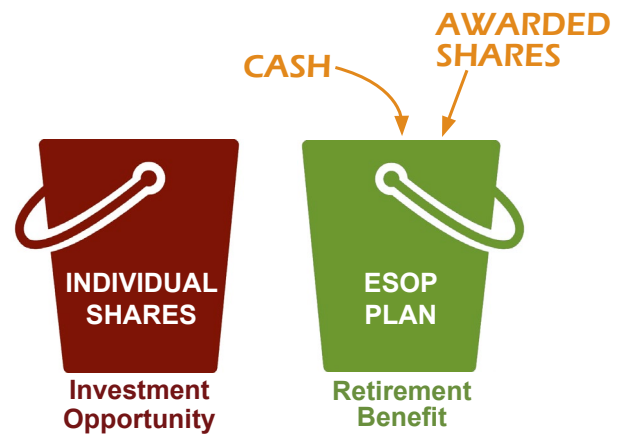 AWARDED
SHARES
CASH
INDIVIDUAL
SHARES
ESOP
PLAN
Investment
Opportunity
Retirement
Benefit